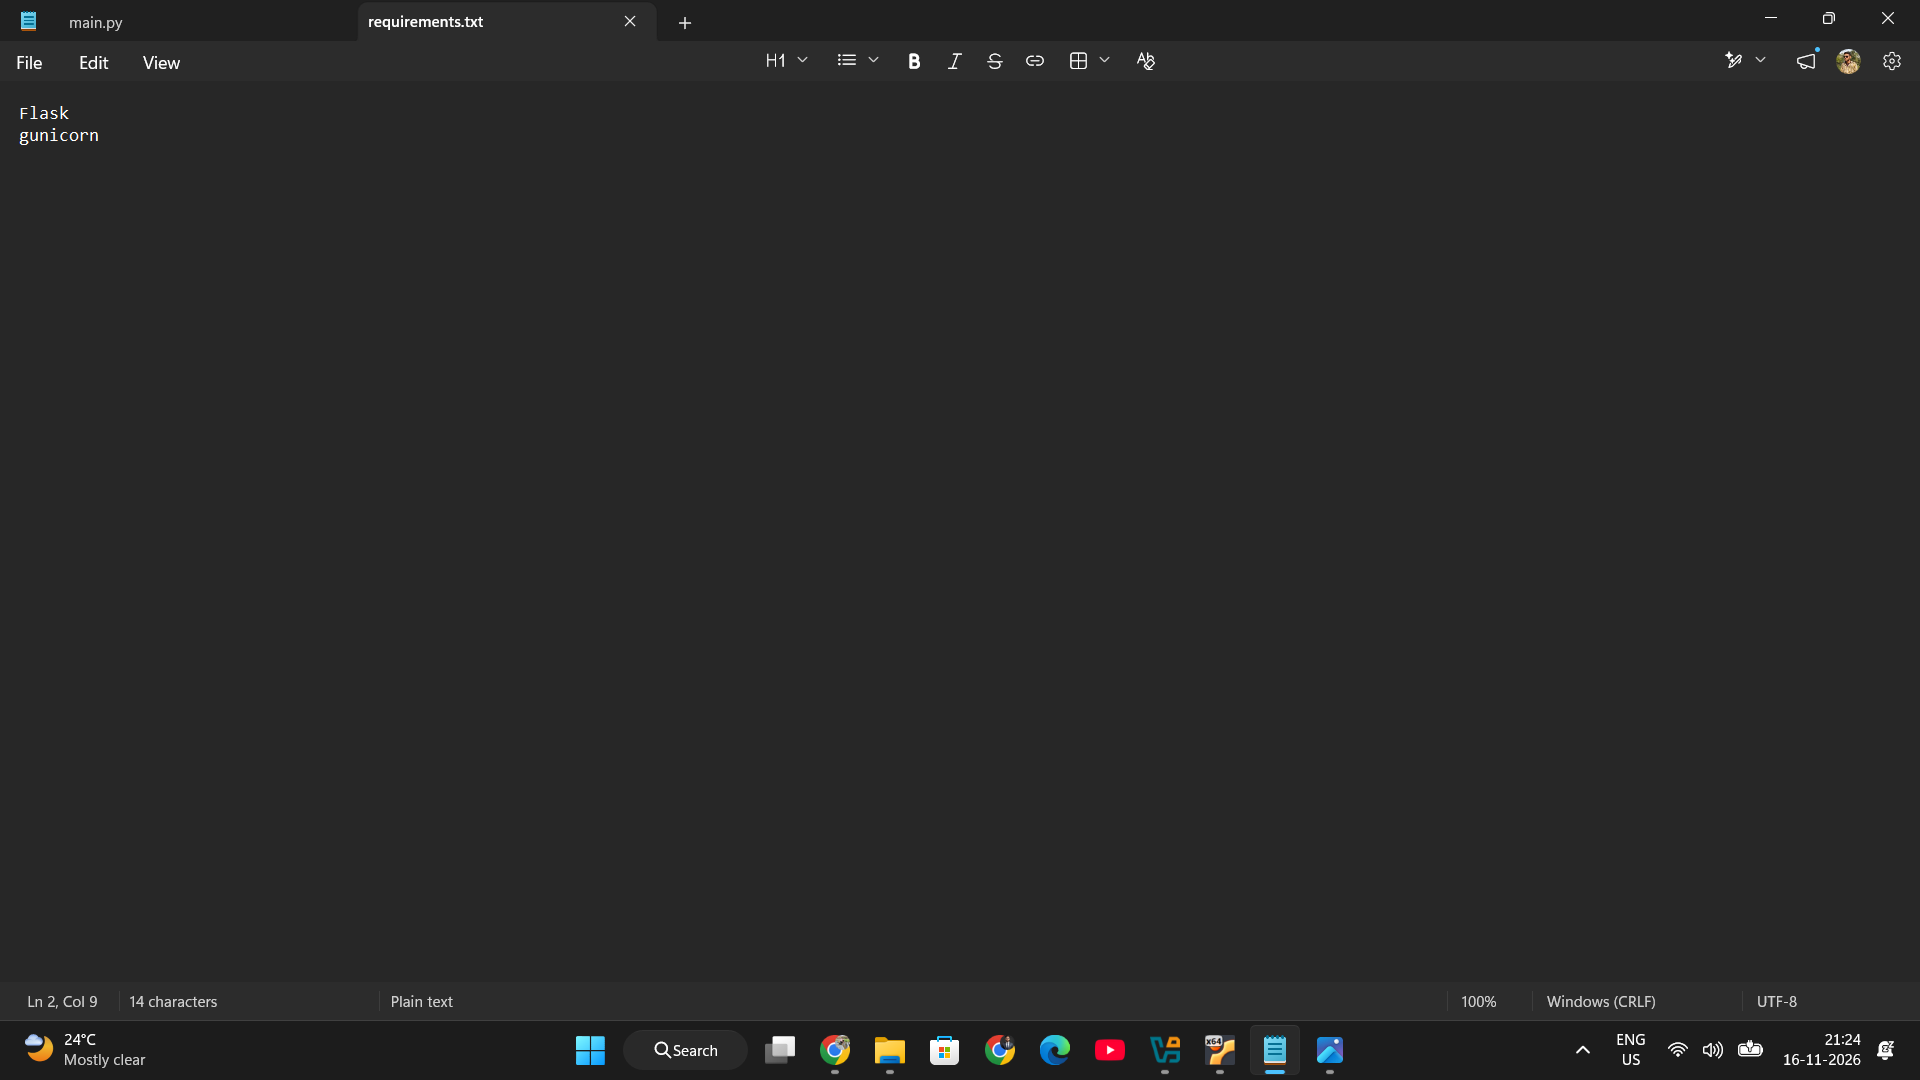 main.py
requirements.txt
File
Edit
View
H1
Flask
gunicorn
Ln 2, Col 9
14 characters
Plain text
100%
Windows (CRLF)
UTF-8
24°C
Mostly clear
Search
x64
ENG
US
21:24
16-11-2026